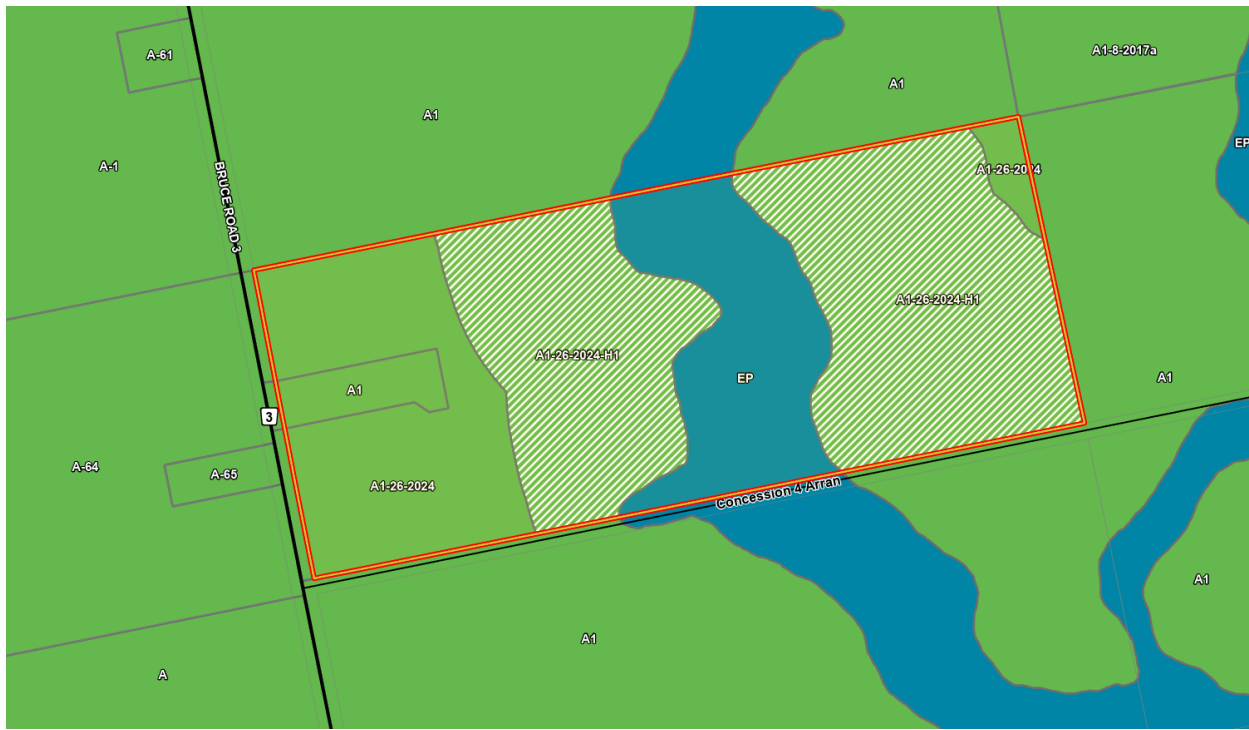 A-61
A1-8-2017a
A1
A1
EP
A-1
A1-26-2024
BRUCE ROAD 3
A1-26-2024-H1
A1-26-2024-H1
EP
A1
A1
3
A-64
A-65
A1-26-2024
Concession 4 Arran
A1
A1
A